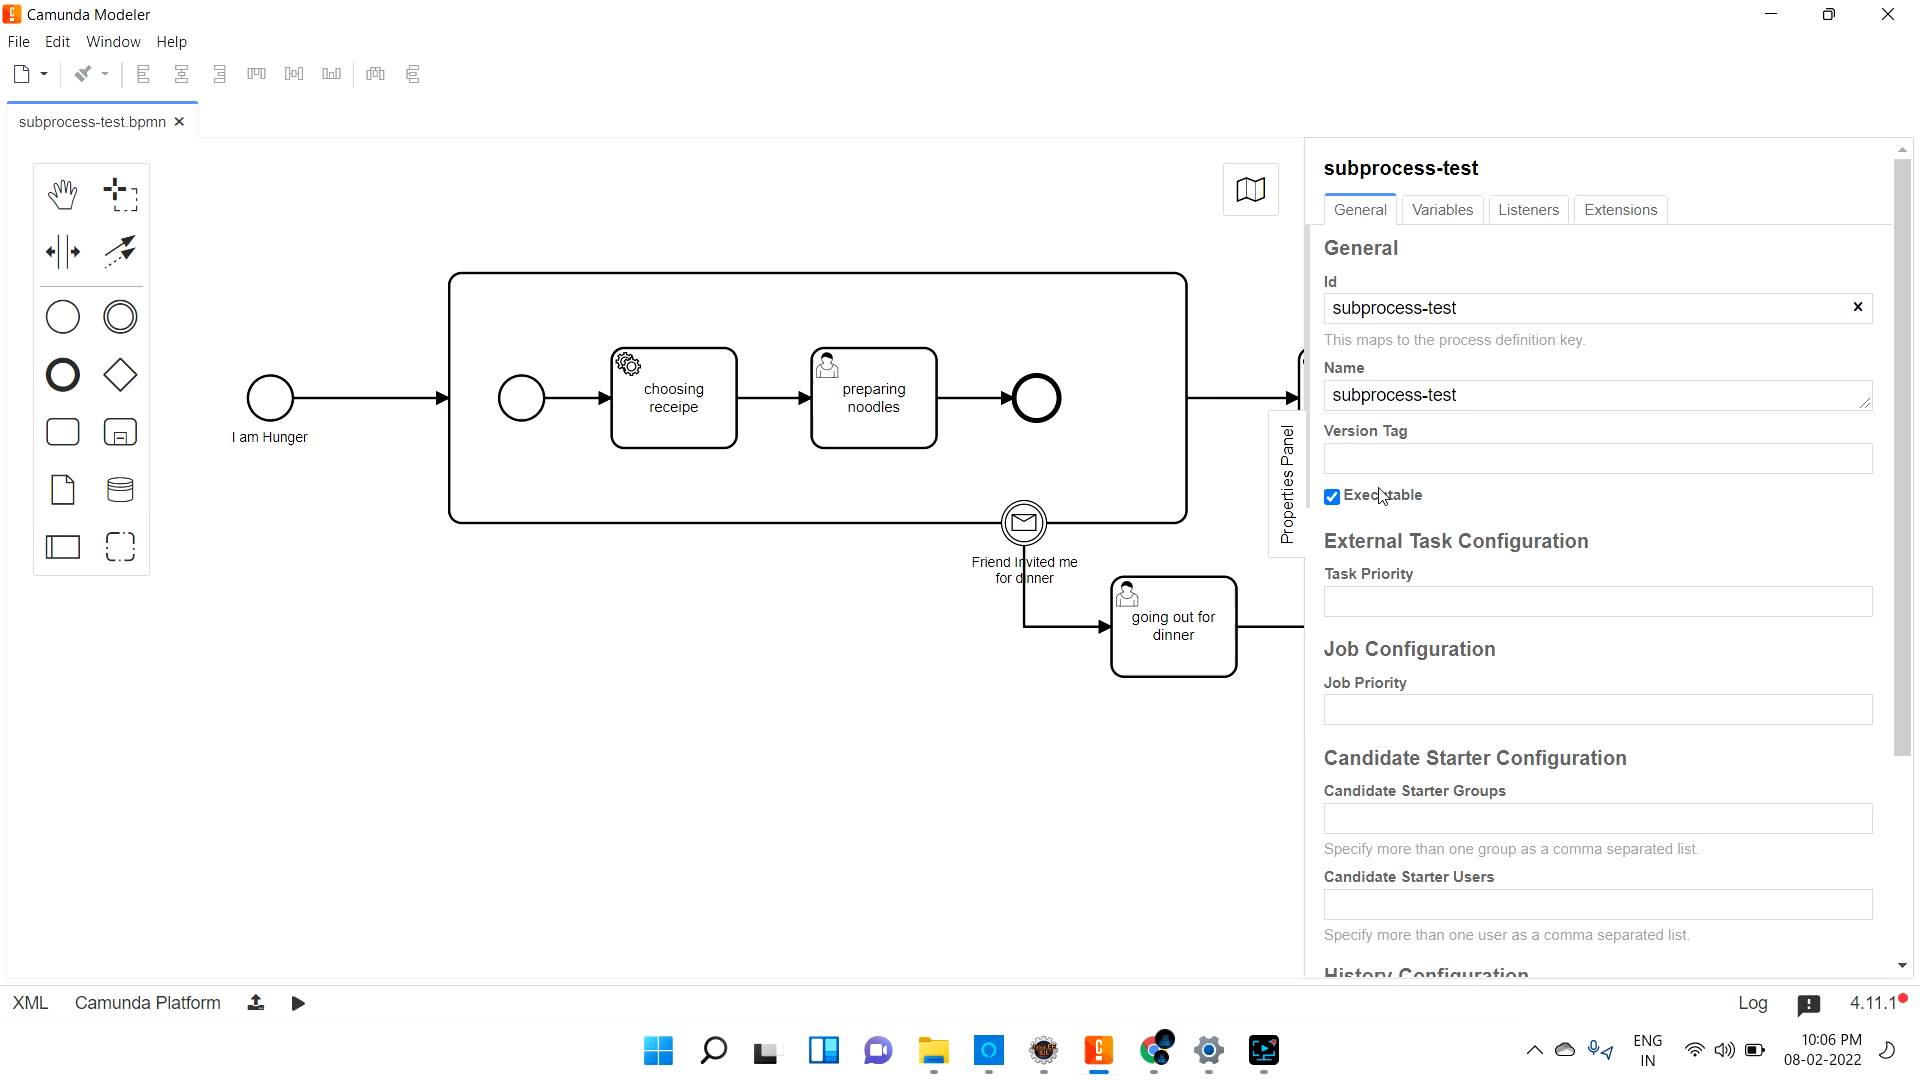 Camunda Modeler
File Edit Window Help
subprocess-test.bpmn
subprocess-test
General Variables Listeners Extensions
General
Id
subprocess-test
This maps to the process definition key.
Name
subprocess-test
Version Tag
Executable
External Task Configuration
Task Priority
Job Configuration
Job Priority
Candidate Starter Configuration
Candidate Starter Groups
Specify more than one group as a comma separated list.
Candidate Starter Users
Specify more than one user as a comma separated list.
History Configuration
Properties Panel
I am Hunger
choosing
receipe
preparing
noodles
Friend Invited me
for dinner
going out for
dinner
XML Camunda Platform
Log 4.11.1
ENG
IN
10:06 PM
08-02-2022